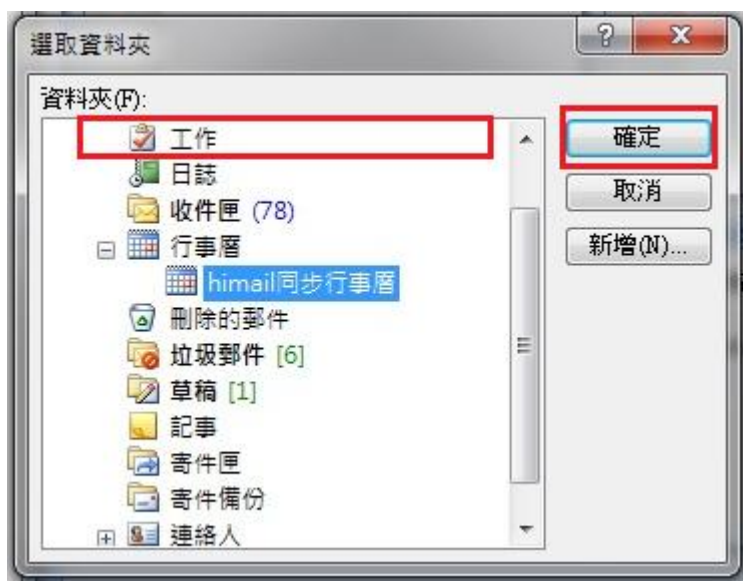 選取資料夾
資料夾(F):
工作
日誌
收件匣 (78)
行事曆
himail同步行事曆
刪除的郵件
垃圾郵件 [6]
草稿 [1]
記事
寄件匣
寄件備份
連絡人
確定
取消
新增(N)...